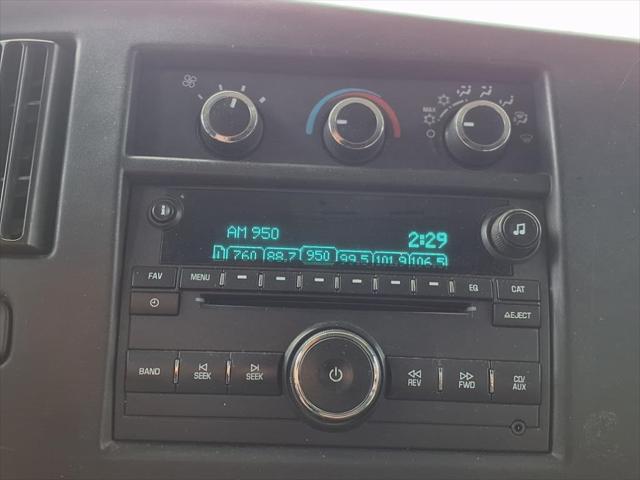 MAX
AM 950
2:29
1 760 88.7 950 99.5 101.9 106.5
FAV MENU EQ CAT
EJECT
BAND SEEK SEEK REV FWD CD/
AUX